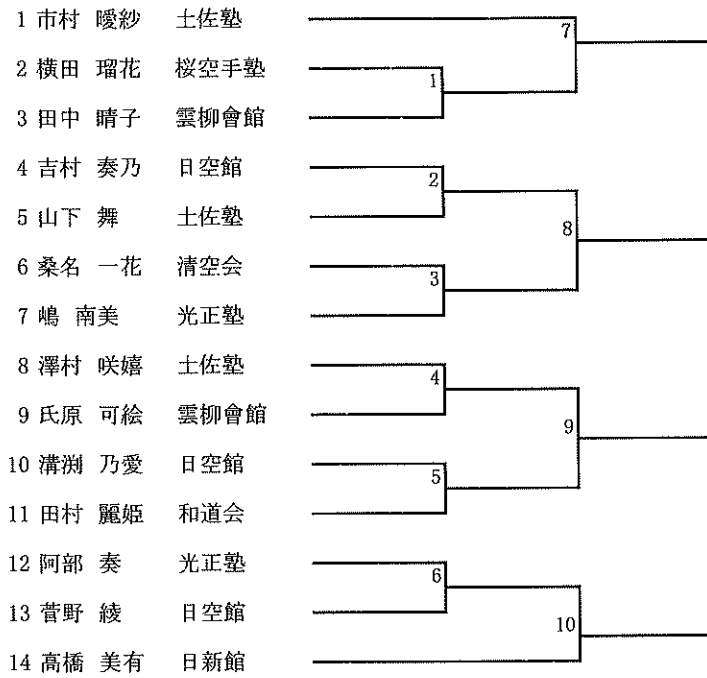 1 市村 曖紗 土佐塾
7
2 横田 瑠花 桜空手塾
1
3 田中 晴子 雲柳會館
4 吉村 奏乃 日空館
2
5 山下 舞 土佐塾
8
6 桑名 一花 清空会
3
7 嶋 南美 光正塾
8 澤村 咲嬉 土佐塾
4
9 氏原 可絵 雲柳會館
9
10 溝渕 乃愛 日空館
5
11 田村 麗姫 和道会
12 阿部 奏 光正塾
6
13 菅野 綾 日空館
10
14 高橋 美有 日新館